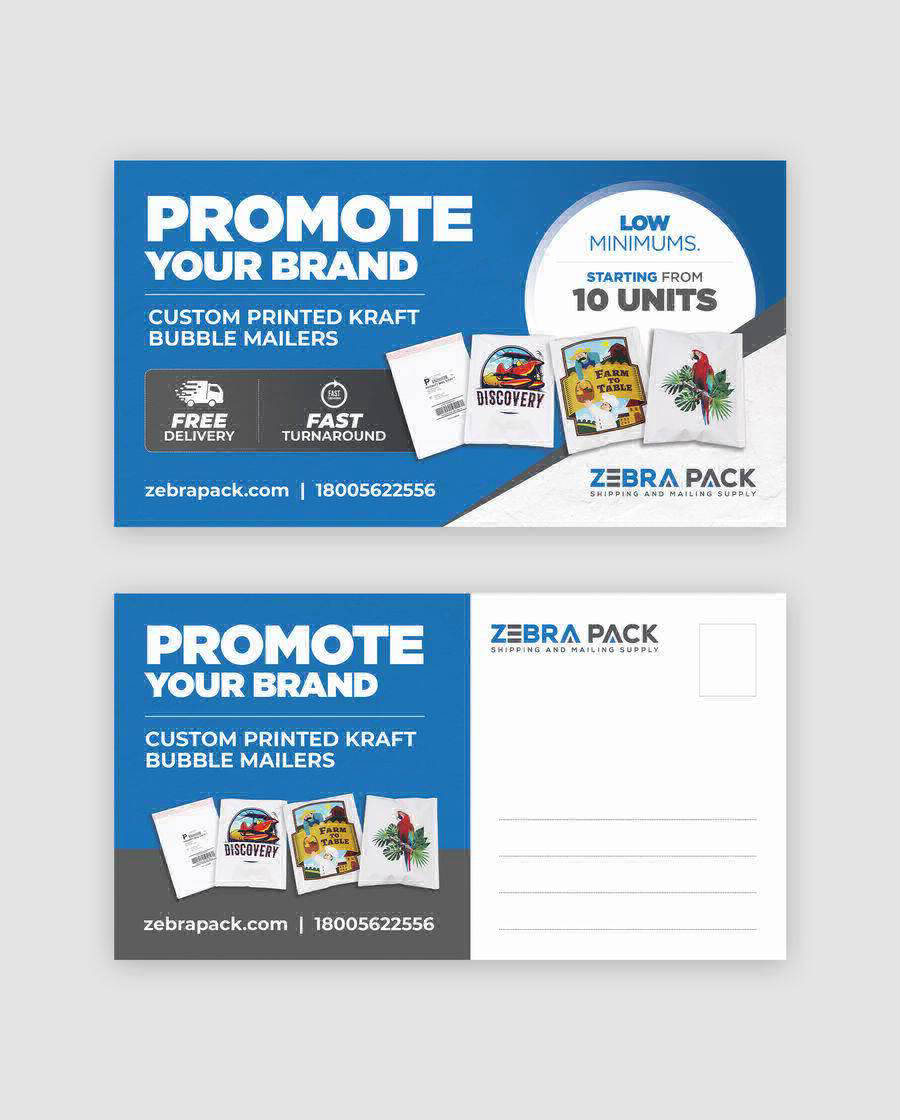 PROMOTE
YOUR BRAND
CUSTOM PRINTED KRAFT
BUBBLE MAILERS
FREE
DELIVERY
FAST
FAST
TURNAROUND
zebrapack.com | 18005622556
LOW
MINIMUMS.
STARTING FROM
10 UNITS
P
DISCOVERY
FARM
TO
TABLE
ZEBRA PACK
SHIPPING AND MAILING SUPPLY
PROMOTE
YOUR BRAND
CUSTOM PRINTED KRAFT
BUBBLE MAILERS
P
DISCOVERY
FARM
TO
TABLE
zebrapack.com | 18005622556
ZEBRA PACK
SHIPPING AND MAILING SUPPLY